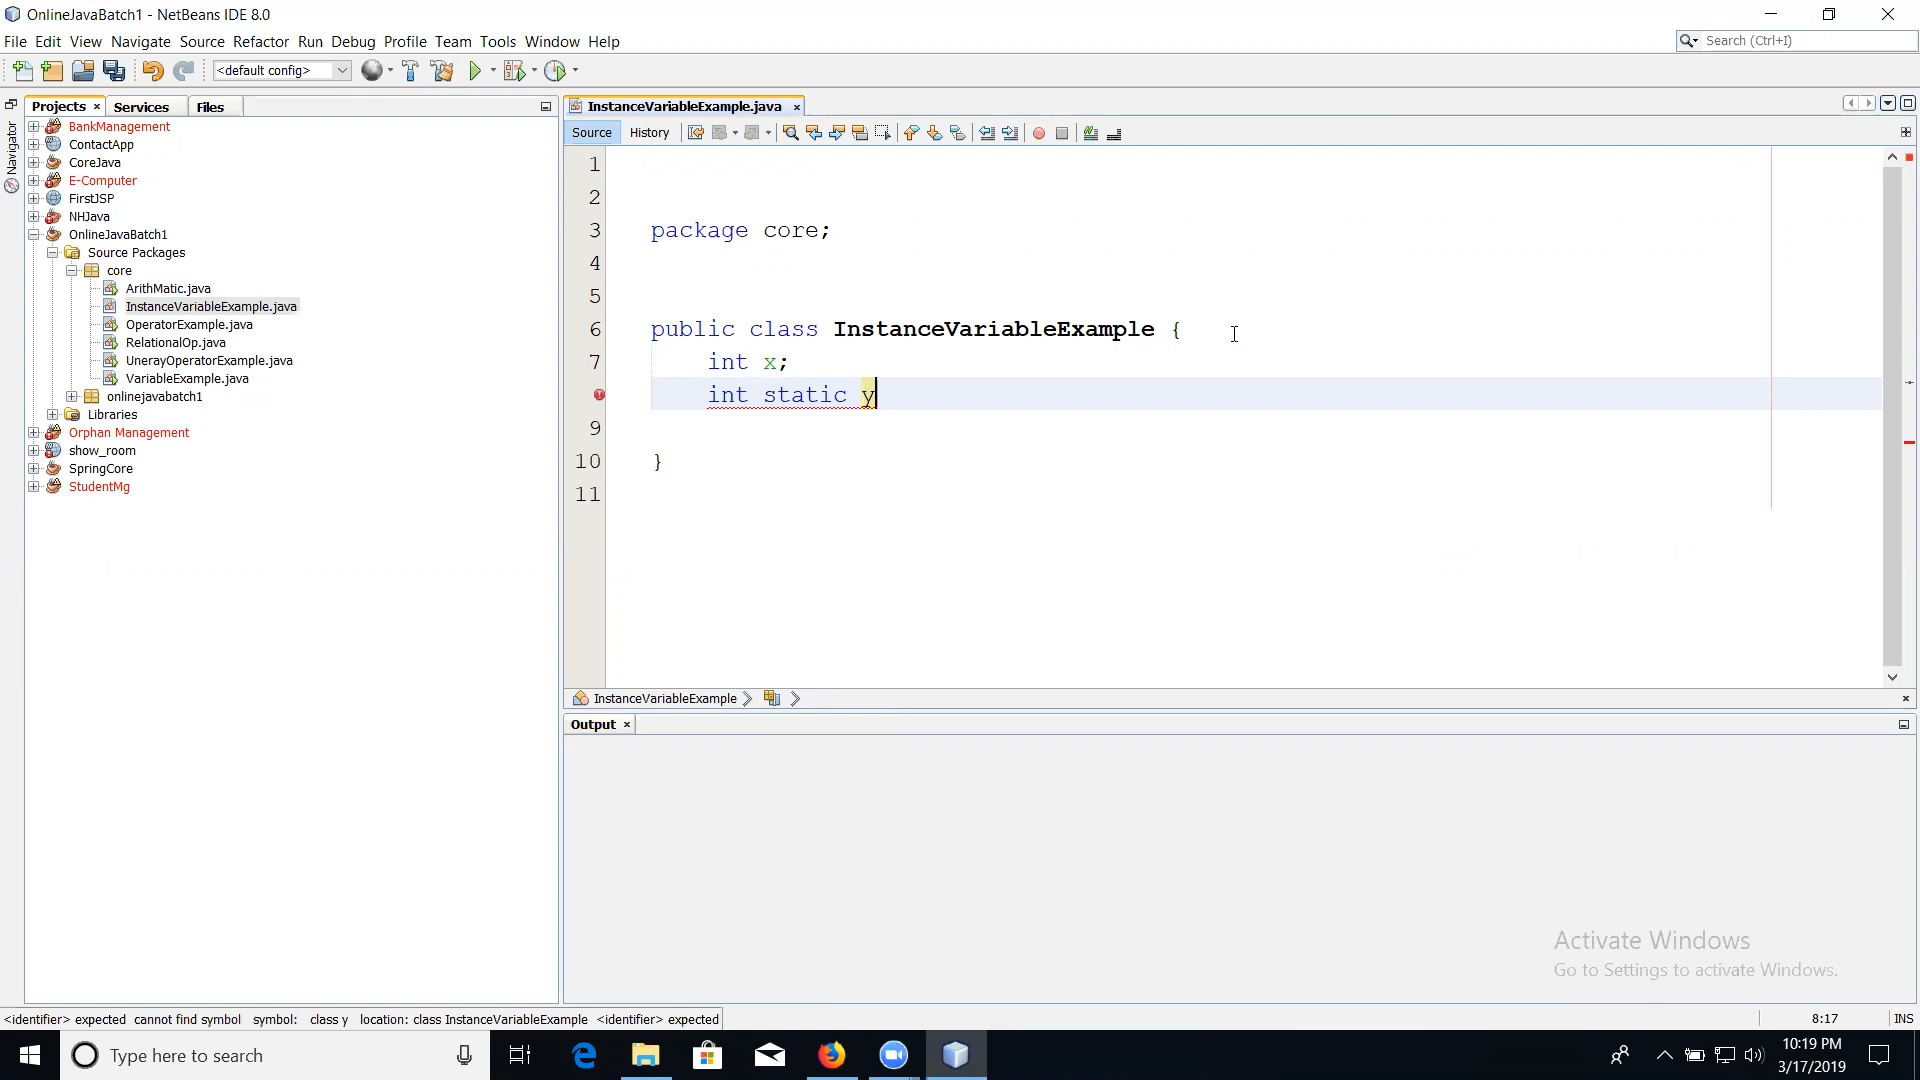 OnlineJavaBatch1 - NetBeans IDE 8.0
File Edit View Navigate Source Refactor Run Debug Profile Team Tools Window Help
Search (Ctrl+I)
<default config>
Projects Services Files
InstanceVariableExample.java
Navigator
BankManagement
ContactApp
CoreJava
E-Computer
FirstJSP
NHJava
OnlineJavaBatch1
Source Packages
core
ArithMatic.java
InstanceVariableExample.java
OperatorExample.java
RelationalOp.java
UnerayOperatorExample.java
VariableExample.java
onlinejavabatch1
Libraries
Orphan Management
show_room
SpringCore
StudentMg
Source History
1
2
3 package core;
4
5
6 public class InstanceVariableExample {
7 int x;
int static y
9
10 }
11
InstanceVariableExample
Output
Activate Windows
Go to Settings to activate Windows.
<identifier> expected cannot find symbol symbol: class y location: class InstanceVariableExample <identifier> expected
8:17 INS
Type here to search
10:19 PM
3/17/2019